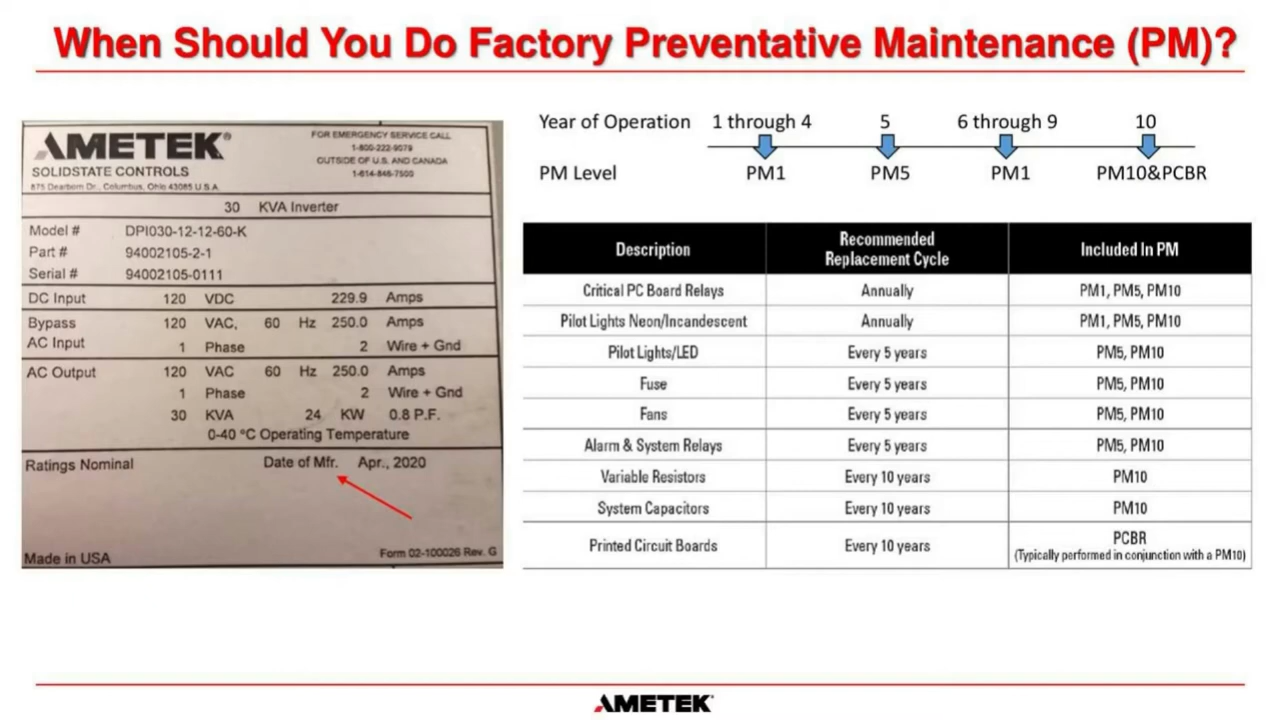 When Should You Do Factory Preventative Maintenance (PM)?
AMETEK®
SOLIDSTATE CONTROLS
875 Dearborn Dr., Columbus, Ohio 43085 U.S.A.
FOR EMERGENCY SERVICE CALL
1-800-222-9079
OUTSIDE OF U.S. AND CANADA
1-614-846-7500
30 KVA Inverter
Model # DPI030-12-12-60-K
Part # 94002105-2-1
Serial # 94002105-0111
DC Input 120 VDC 229.9 Amps
Bypass 120 VAC, 60 Hz 250.0 Amps
AC Input 1 Phase 2 Wire + Gnd
AC Output 120 VAC 60 Hz 250.0 Amps
1 Phase 2 Wire + Gnd
30 KVA 24 KW 0.8 P.F.
0-40 °C Operating Temperature
Ratings Nominal Date of Mfr. Apr., 2020
Made in USA Form 02-100026 Rev. G
Year of Operation 1 through 4 5 6 through 9 10
PM Level PM1 PM5 PM1 PM10&PCBR
Description Recommended Replacement Cycle Included In PM
Critical PC Board Relays Annually PM1, PM5, PM10
Pilot Lights Neon/Incandescent Annually PM1, PM5, PM10
Pilot Lights/LED Every 5 years PM5, PM10
Fuse Every 5 years PM5, PM10
Fans Every 5 years PM5, PM10
Alarm & System Relays Every 5 years PM5, PM10
Variable Resistors Every 10 years PM10
System Capacitors Every 10 years PM10
Printed Circuit Boards Every 10 years PCBR
(Typically performed in conjunction with a PM10)
AMETEK®